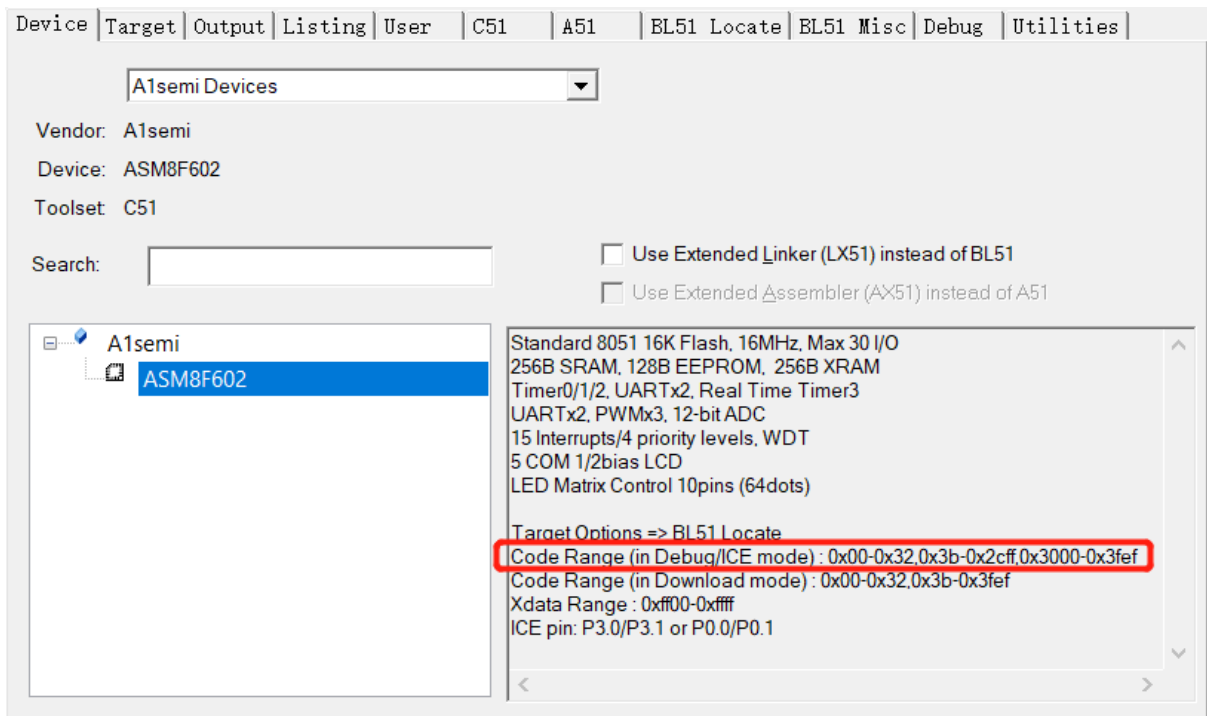 Device Target Output Listing User C51 A51 BL51 Locate BL51 Misc Debug Utilities
A1semi Devices
Vendor: A1semi
Device: ASM8F602
Toolset: C51
Search:
Use Extended Linker (LX51) instead of BL51
Use Extended Assembler (AX51) instead of A51
A1semi
ASM8F602
Standard 8051 16K Flash, 16MHz, Max 30 I/O
256B SRAM, 128B EEPROM, 256B XRAM
Timer0/1/2, UARTx2, Real Time Timer3
UARTx2, PWMx3, 12-bit ADC
15 Interrupts/4 priority levels, WDT
5 COM 1/2bias LCD
LED Matrix Control 10pins (64dots)
Target Options => BL51 Locate
Code Range (in Debug/ICE mode) : 0x00-0x32,0x3b-0x2cff,0x3000-0x3fef
Code Range (in Download mode) : 0x00-0x32,0x3b-0x3fef
Xdata Range : 0xff00-0xffff
ICE pin: P3.0/P3.1 or P0.0/P0.1